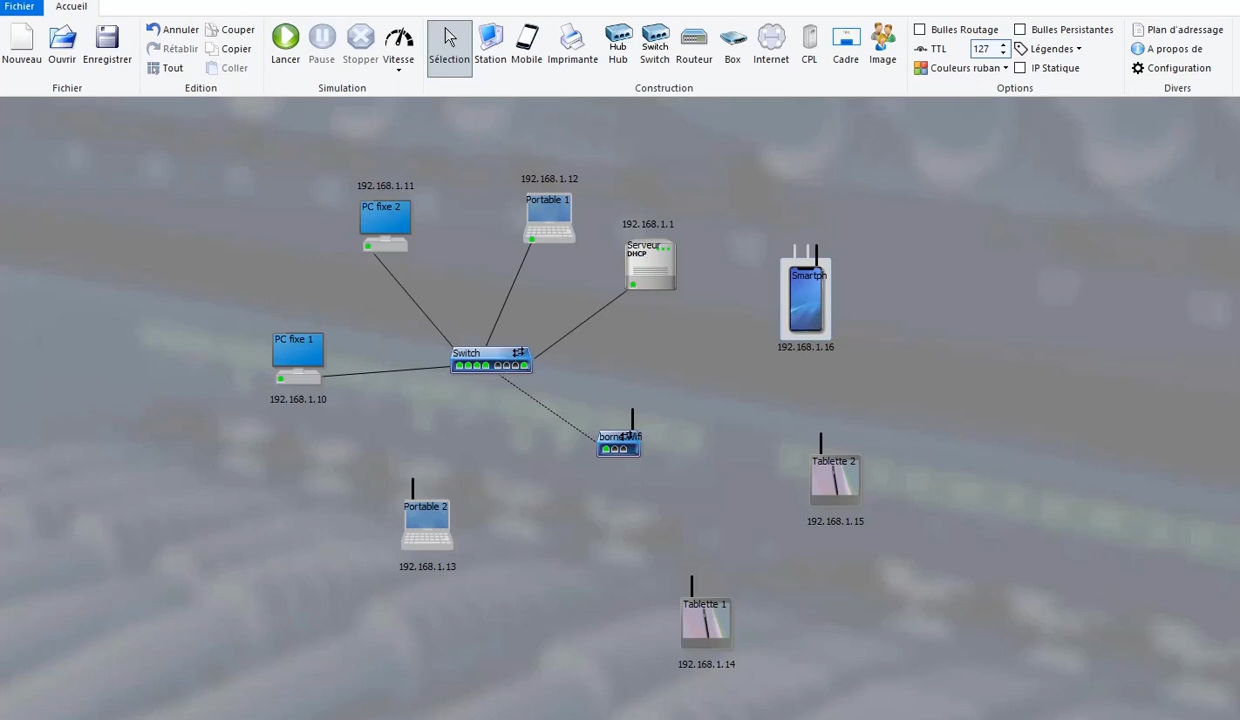 Fichier Accueil
Nouveau Ouvrir Enregistrer
Fichier
Annuler Couper
Rétablir Copier
Tout Coller
Edition
Lancer Pause Stopper Vitesse
Simulation
Sélection Station Mobile Imprimante Hub Hub Switch Switch Routeur Box Internet CPL Cadre Image
Construction
Bulles Routage Bulles Persistantes
TTL 127 Légendes
Couleurs ruban IP Statique
Options
Plan d'adressage
A propos de
Configuration
Divers
192.168.1.11
PC fixe 2
192.168.1.12
Portable 1
192.168.1.1
Serveur
DHCP
Smartph
192.168.1.16
PC fixe 1
192.168.1.10
Switch
borne Wifi
Tablette 2
192.168.1.15
Portable 2
192.168.1.13
Tablette 1
192.168.1.14